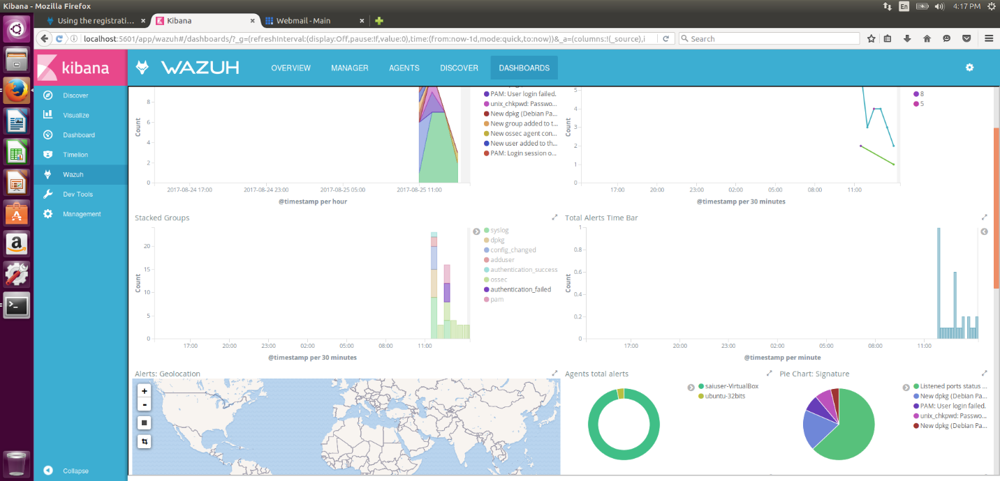 Kibana - Mozilla Firefox
En
4:17 PM
Using the registrati...
Kibana
Webmail - Main
localhost:5601/app/wazuh#/dashboards/?_g=(refreshInterval:(display:Off,pause:!f,value:0),time:(from:now-1d,mode:quick,to:now))&_a=(columns:!(_source),i
Search
kibana
WAZUH
OVERVIEW
MANAGER
AGENTS
DISCOVER
DASHBOARDS
Discover
Visualize
Dashboard
Timelion
Wazuh
Dev Tools
Management
Collapse
8
6
4
2
0
Count
2017-08-24 17:00
2017-08-24 23:00
2017-08-25 05:00
2017-08-25 11:00
@timestamp per hour
PAM: User login failed.
unix_chkpwd: Passwo...
New dpkg (Debian Pa...
New group added to t...
New ossec agent con...
New user added to th...
PAM: Login session o...
5
4
3
2
1
0
Count
17:00
20:00
23:00
02:00
05:00
08:00
11:00
@timestamp per 30 minutes
8
5
Stacked Groups
20
15
10
5
0
Count
17:00
20:00
23:00
02:00
05:00
08:00
11:00
@timestamp per 30 minutes
syslog
dpkg
config_changed
adduser
authentication_success
ossec
authentication_failed
pam
Total Alerts Time Bar
1
0.8
0.6
0.4
0.2
0
Count
17:00
20:00
23:00
02:00
05:00
08:00
11:00
@timestamp per minute
Alerts: Geolocation
+
-
Agents total alerts
saiuser-VirtualBox
ubuntu-32bits
Pie Chart: Signature
Listened ports status ...
New dpkg (Debian Pa...
PAM: User login failed.
unix_chkpwd: Passwo...
New dpkg (Debian Pa...